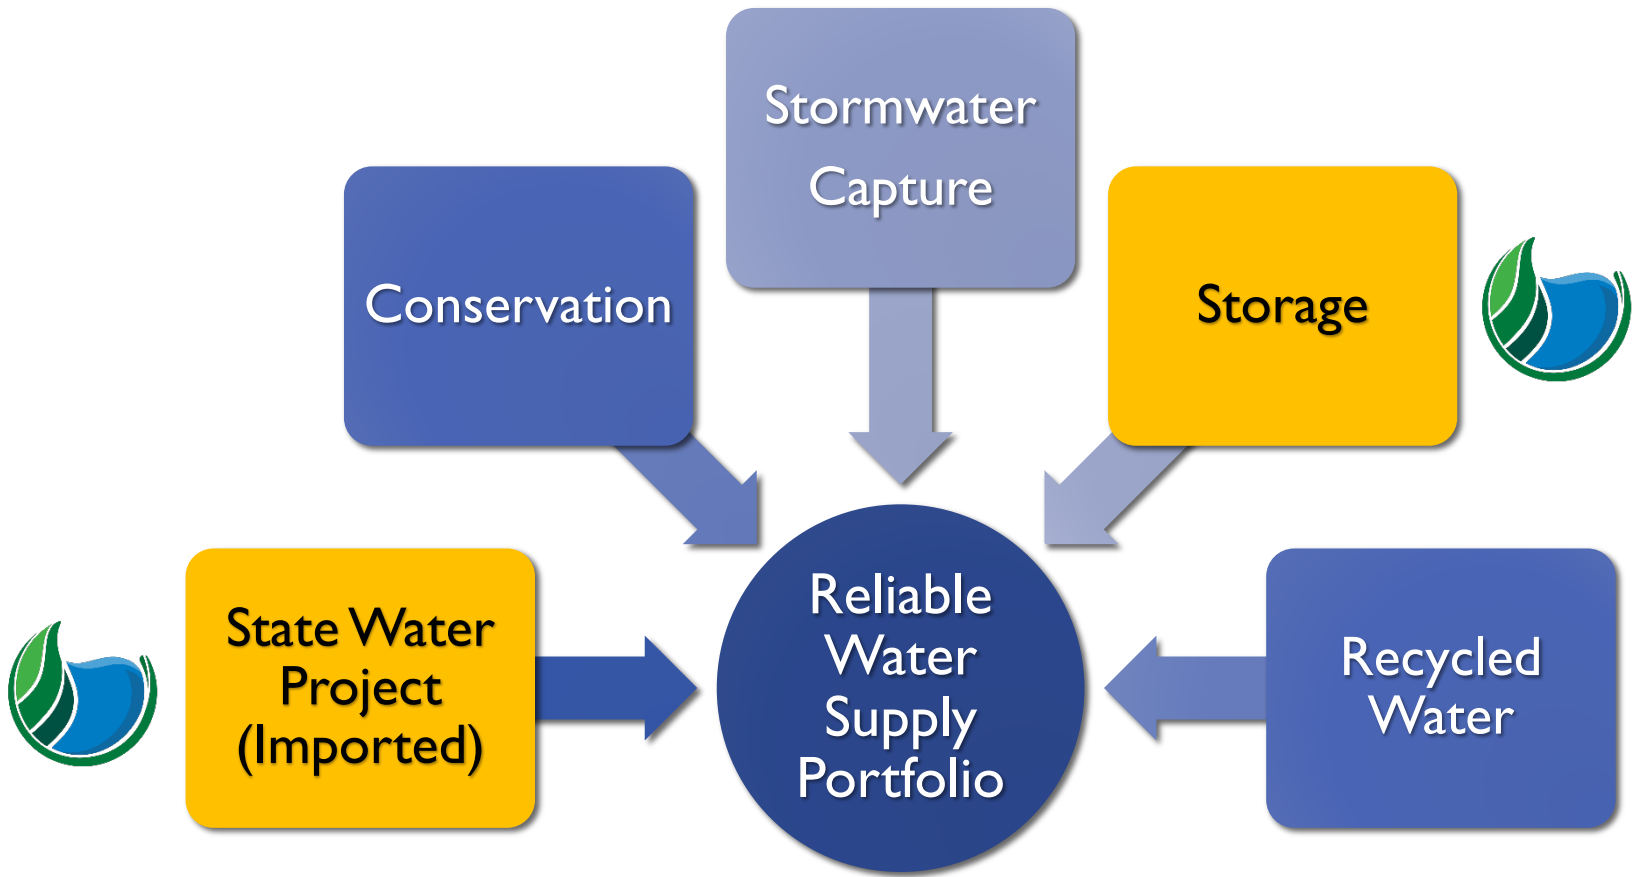 Stormwater
Capture
Conservation
Storage
State Water
Project
(Imported)
Reliable
Water
Supply
Portfolio
Recycled
Water